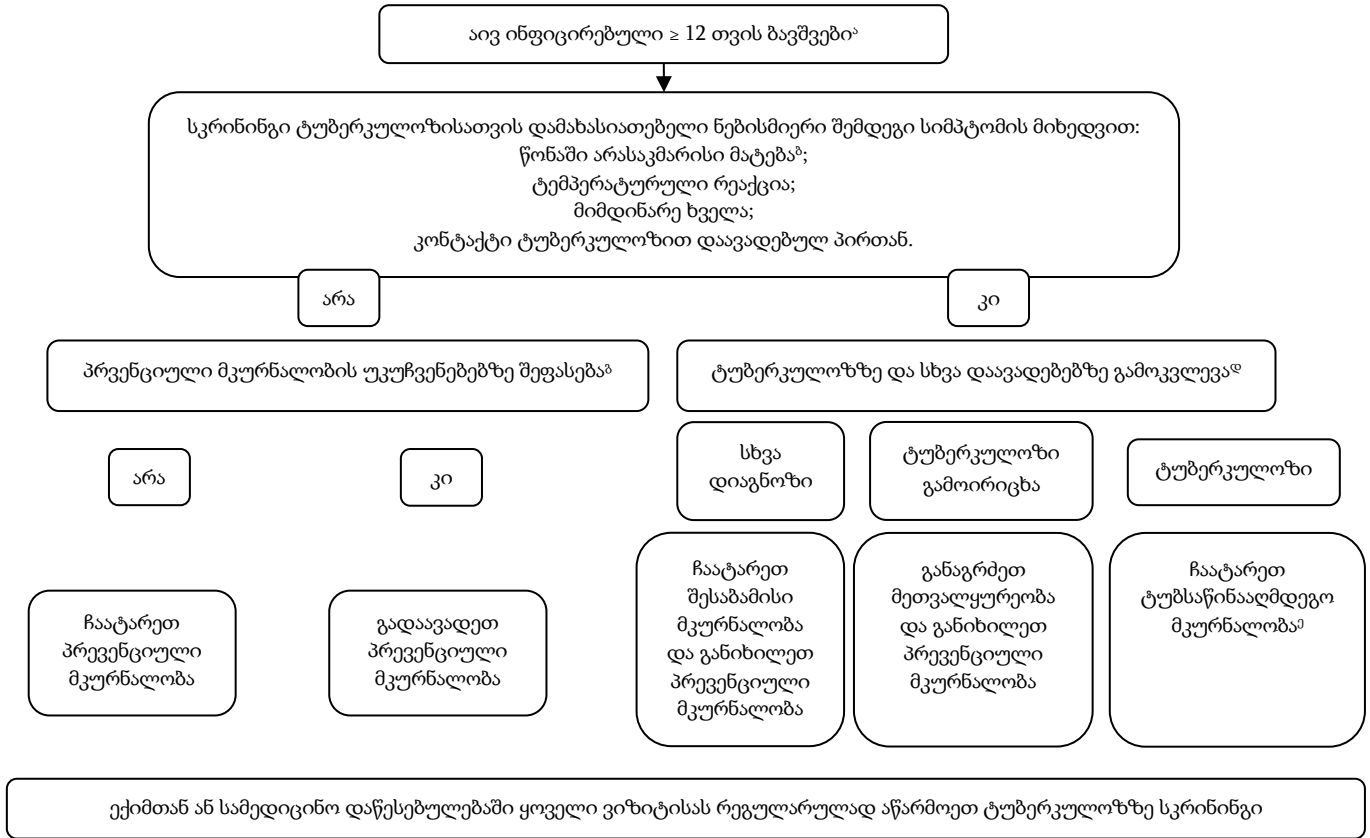 აივ ინფიცირებული ≥ 12 თვის ბავშვებიᵃ
სკრინინგი ტუბერკულოზისათვის დამახასიათებელი ნებისმიერი შემდეგი სიმპტომის მიხედვით:
წონაში არასაკმარისი მატებაᵇ;
ტემპერატურული რეაქცია;
მიმდინარე ხველა;
კონტაქტი ტუბერკულოზით დაავადებულ პირთან.
არა
კი
პრვენციული მკურნალობის უკუჩვენებებზე შეფასებაᵍ
ტუბერკულოზზე და სხვა დაავადებებზე გამოკვლევაᵈ
არა
კი
სხვა
დიაგნოზი
ტუბერკულოზი
გამოირიცხა
ტუბერკულოზი
ჩაატარეთ
პრევენციული
მკურნალობა
გადაავადეთ
პრევენციული
მკურნალობა
ჩაატარეთ
შესაბამისი
მკურნალობა
და განიხილეთ
პრევენციული
მკურნალობა
განაგრძეთ
მეთვალყურეობა
და განიხილეთ
პრევენციული
მკურნალობა
ჩაატარეთ
ტუბსაწინააღმდეგო
მკურნალობაᵉ
ექიმთან ან სამედიცინო დაწესებულებაში ყოველი ვიზიტისას რეგულარულად აწარმოეთ ტუბერკულოზზე სკრინინგი